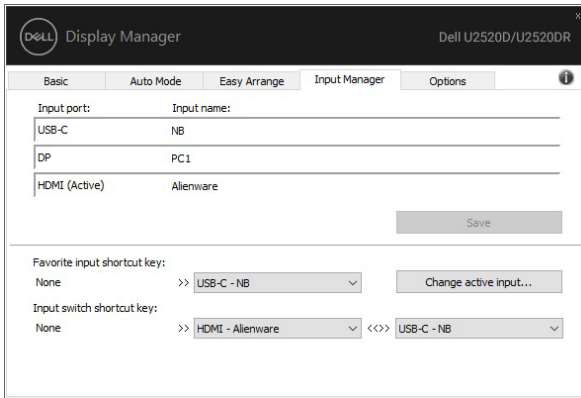 DELL Display Manager Dell U2520D/U2520DR x
Basic Auto Mode Easy Arrange Input Manager Options i
Input port: Input name:
USB-C NB
DP PC1
HDMI (Active) Alienware
Save
Favorite input shortcut key:
None >> USB-C - NB Change active input...
Input switch shortcut key:
None >> HDMI - Alienware <<>> USB-C - NB